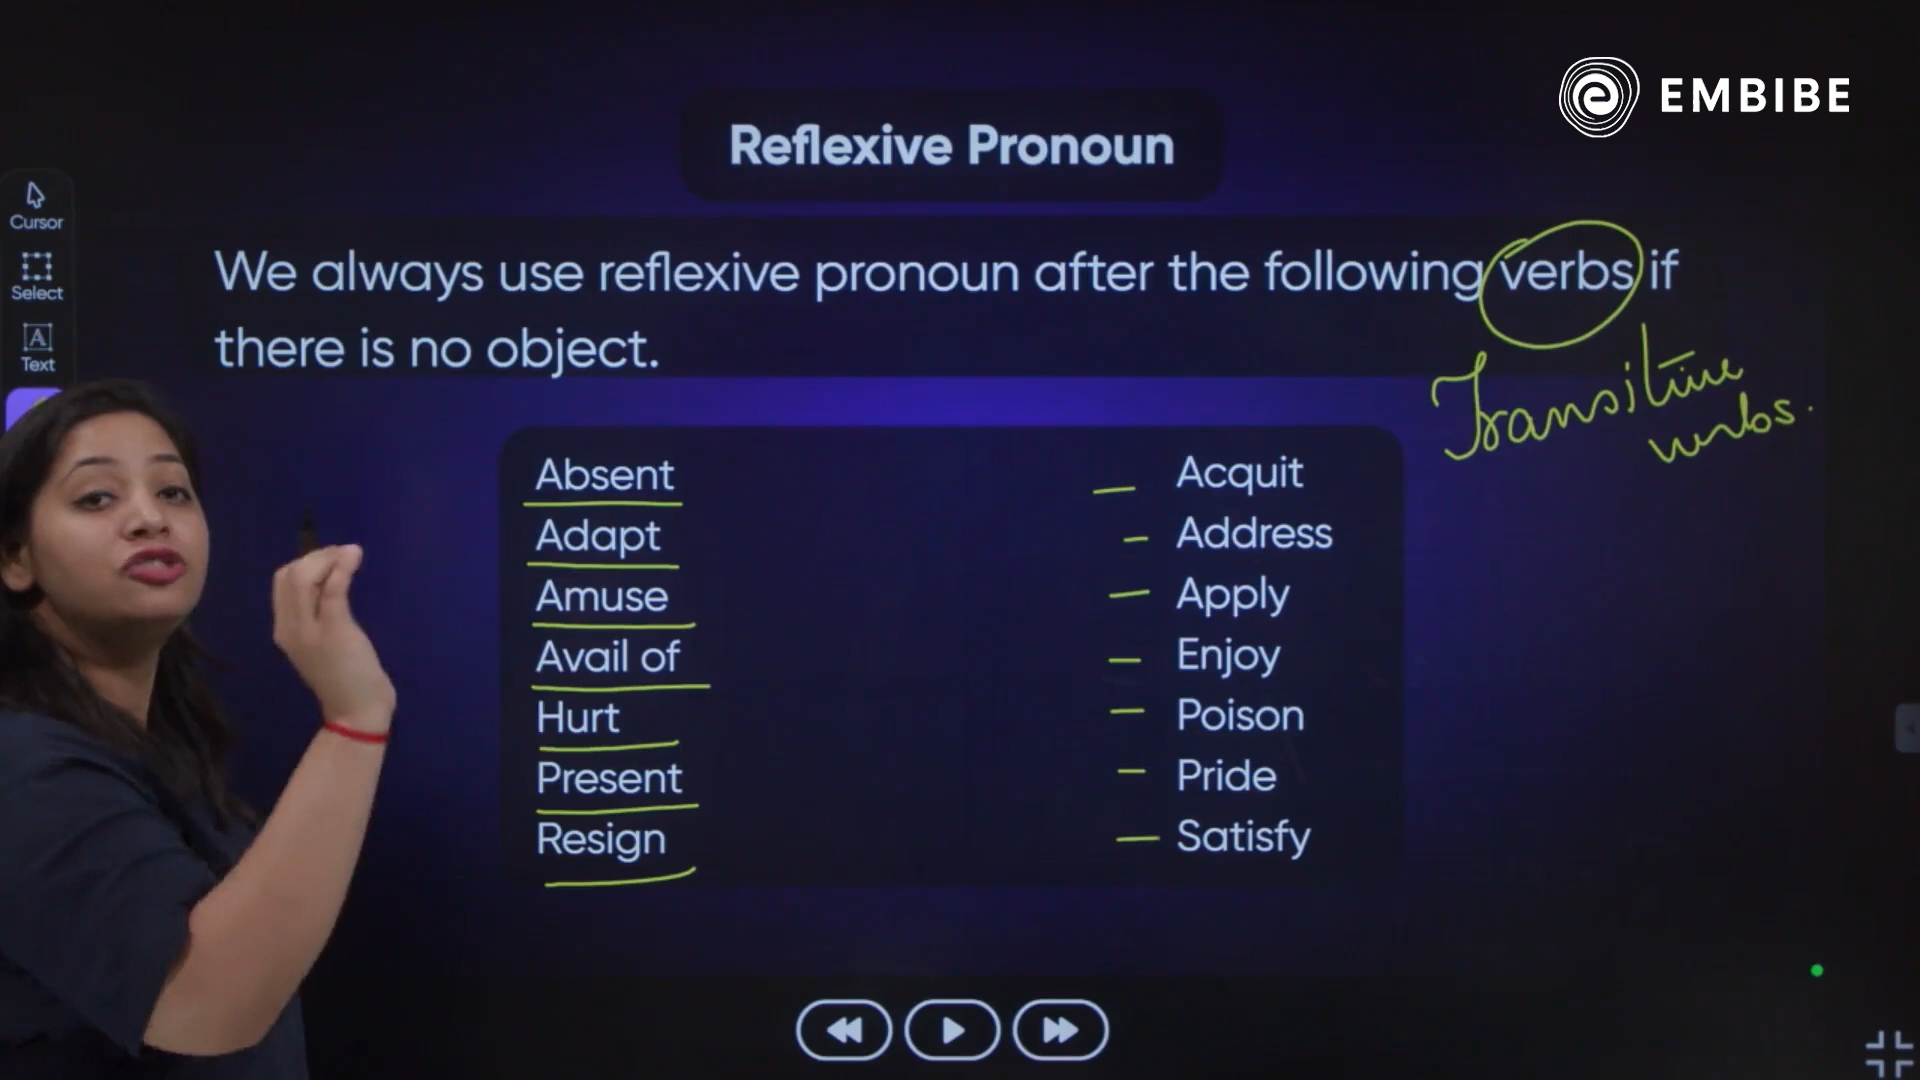 EMBIBE
Reflexive Pronoun
Cursor
Select
Text
We always use reflexive pronoun after the following verbs if
there is no object.
Transitive
verbs.
Absent
Adapt
Amuse
Avail of
Hurt
Present
Resign
Acquit
Address
Apply
Enjoy
Poison
Pride
Satisfy